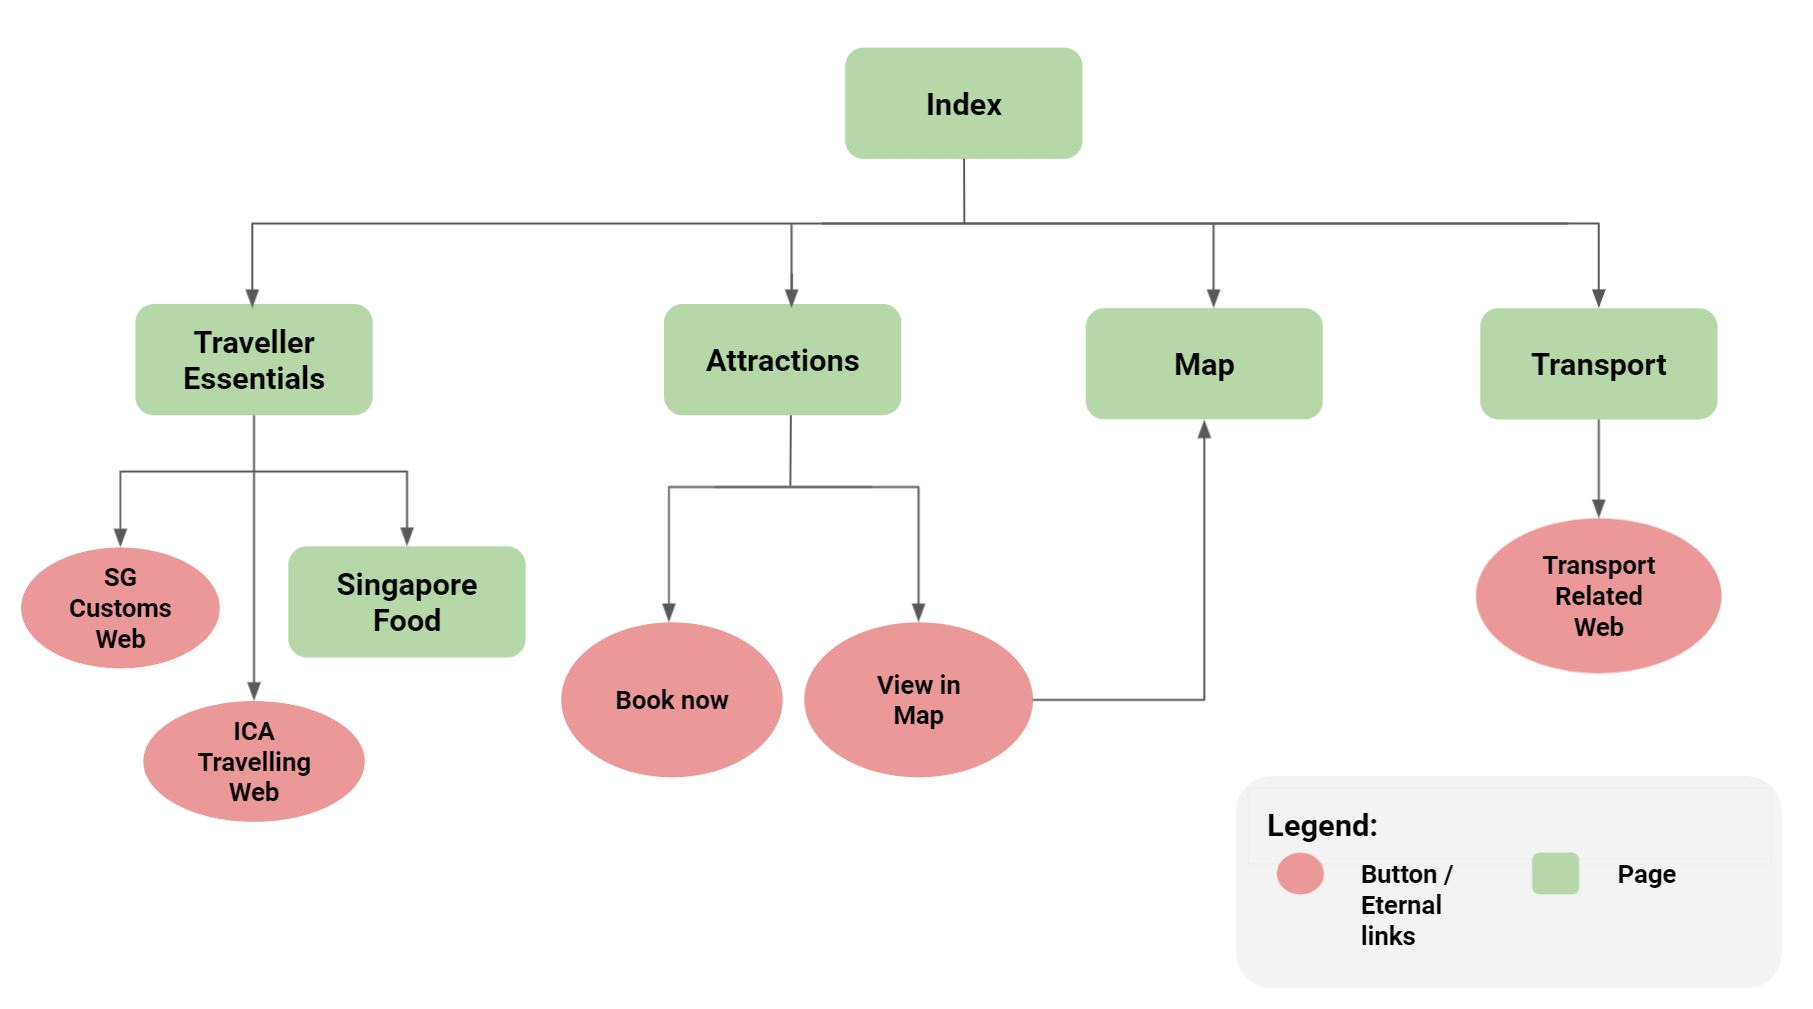 Index
Traveller
Essentials
Attractions
Map
Transport
SG
Customs
Web
Singapore
Food
ICA
Travelling
Web
Book now
View in
Map
Transport
Related
Web
Legend:
Button /
Eternal
links
Page